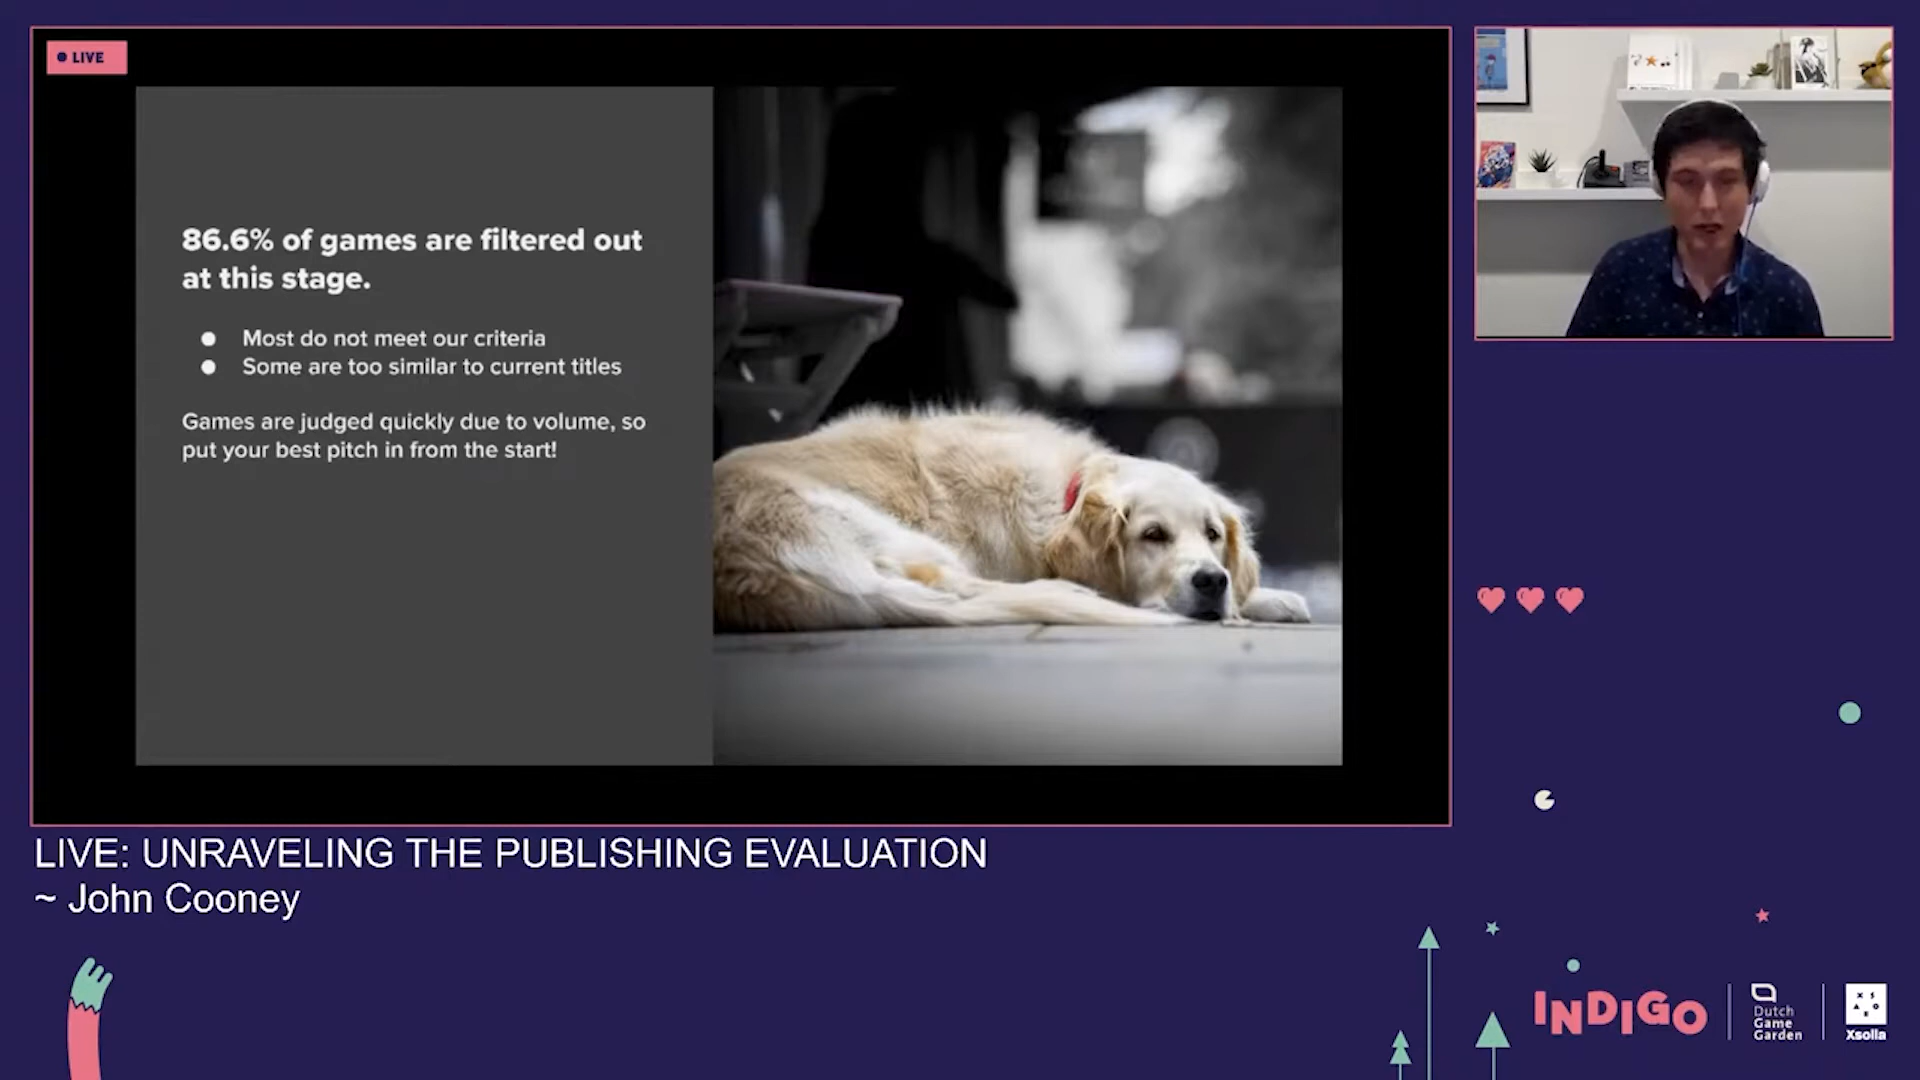 LIVE
86.6% of games are filtered out
at this stage.
Most do not meet our criteria
Some are too similar to current titles
Games are judged quickly due to volume, so
put your best pitch in from the start!
LIVE: UNRAVELING THE PUBLISHING EVALUATION
~ John Cooney
INDIGO
Dutch
Game
Garden
Xsolla